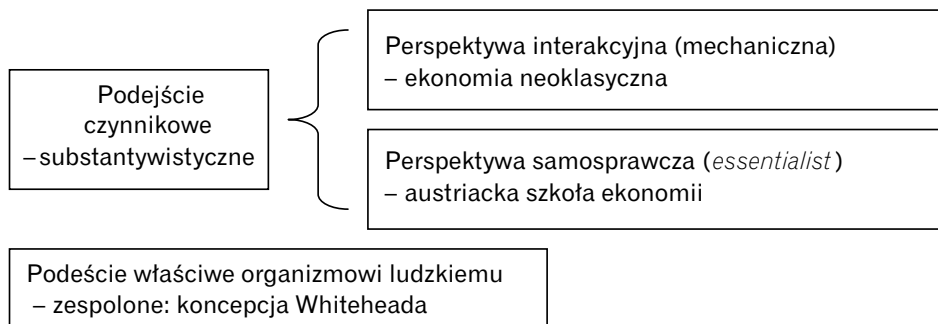 Podejście
czynnikowe
– substantywistyczne
Perspektywa interakcyjna (mechaniczna)
– ekonomia neoklasyczna
Perspektywa samosprawcza (essentialist)
– austriacka szkoła ekonomii
Podeście właściwe organizmowi ludzkiemu
– zespolone: koncepcja Whiteheada